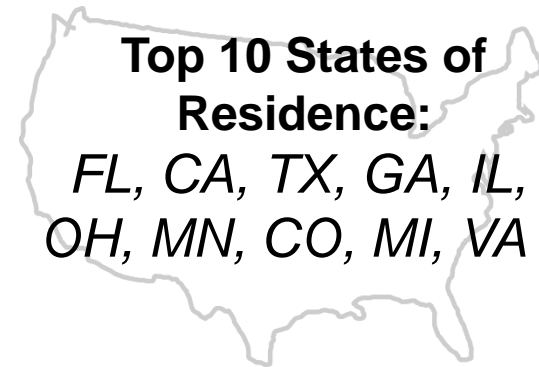 Top 10 States of
Residence:
FL, CA, TX, GA, IL,
OH, MN, CO, MI, VA